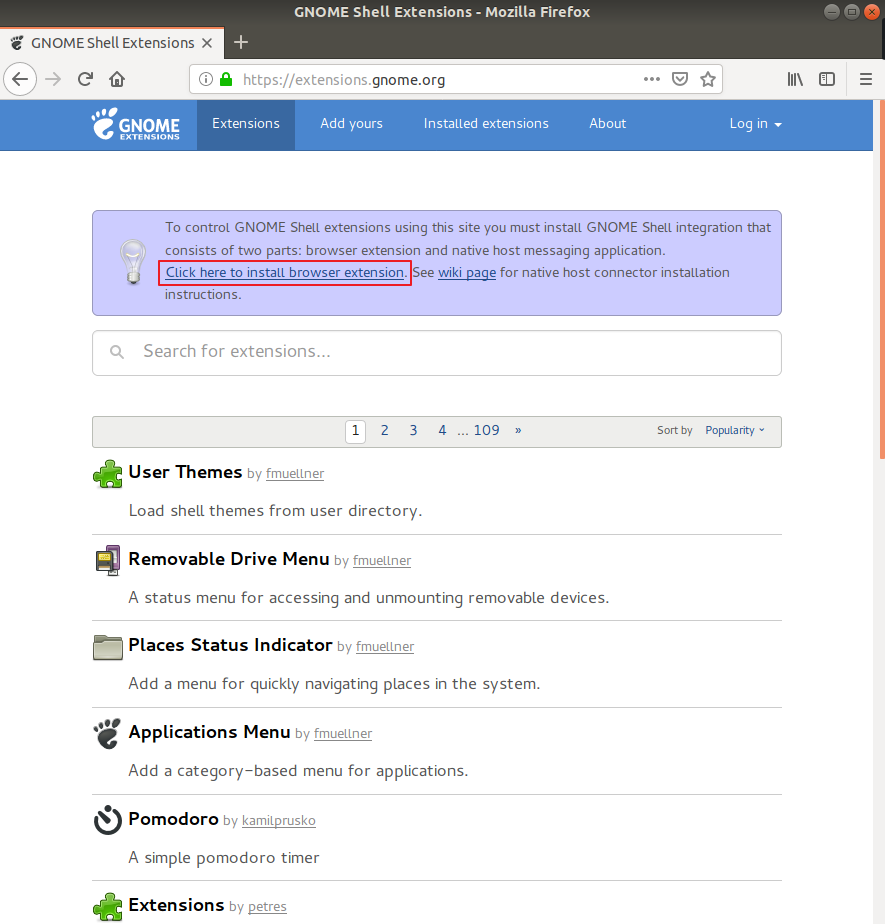 GNOME Shell Extensions - Mozilla Firefox
GNOME Shell Extensions
https://extensions.gnome.org
GNOME
EXTENSIONS
Extensions Add yours Installed extensions About Log in
To control GNOME Shell extensions using this site you must install GNOME Shell integration that
consists of two parts: browser extension and native host messaging application.
Click here to install browser extension. See wiki page for native host connector installation
instructions.
Search for extensions...
1 2 3 4 ... 109 » Sort by Popularity
User Themes by fmuellner
Load shell themes from user directory.
Removable Drive Menu by fmuellner
A status menu for accessing and unmounting removable devices.
Places Status Indicator by fmuellner
Add a menu for quickly navigating places in the system.
Applications Menu by fmuellner
Add a category-based menu for applications.
Pomodoro by kamilprusko
A simple pomodoro timer
Extensions by petres